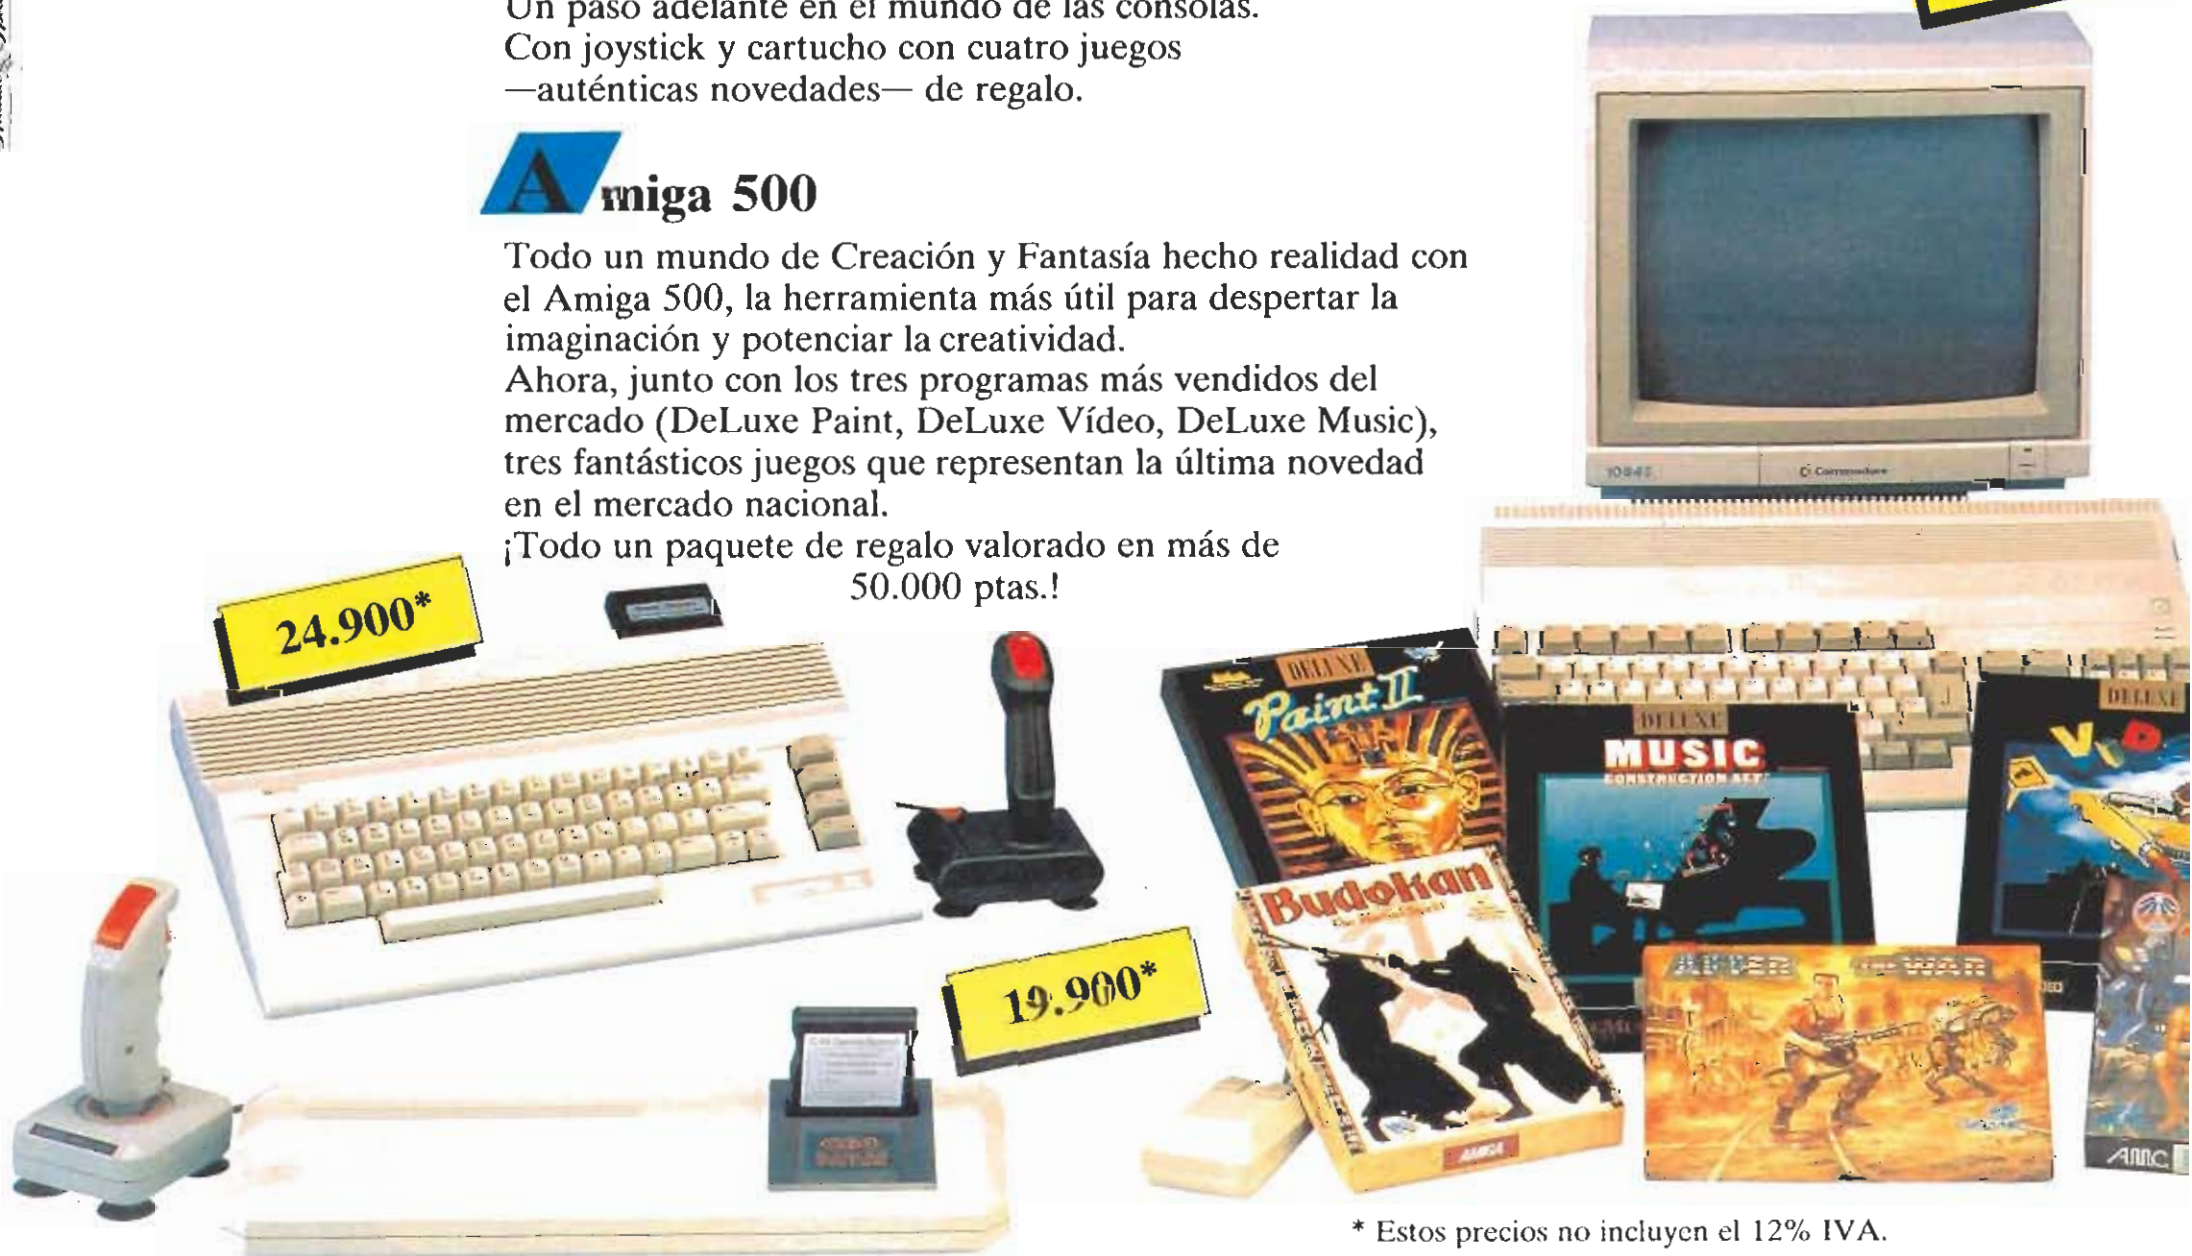 Un paso adelante en el mundo de las consolas.
Con joystick y cartucho con cuatro juegos
—auténticas novedades— de regalo.
Amiga 500
Todo un mundo de Creación y Fantasía hecho realidad con
el Amiga 500, la herramienta más útil para despertar la
imaginación y potenciar la creatividad.
Ahora, junto con los tres programas más vendidos del
mercado (DeLuxe Paint, DeLuxe Vídeo, DeLuxe Music),
tres fantásticos juegos que representan la última novedad
en el mercado nacional.
¡Todo un paquete de regalo valorado en más de
50.000 ptas.!
24.900*
19.900*
Commodore
DELUXE
Paint II
DELUXE
MUSIC
CONSTRUCTION SET
DELUXE
VID
Budokan
AMIGA
AFTER THE WAR
AMC
* Estos precios no incluyen el 12% IVA.